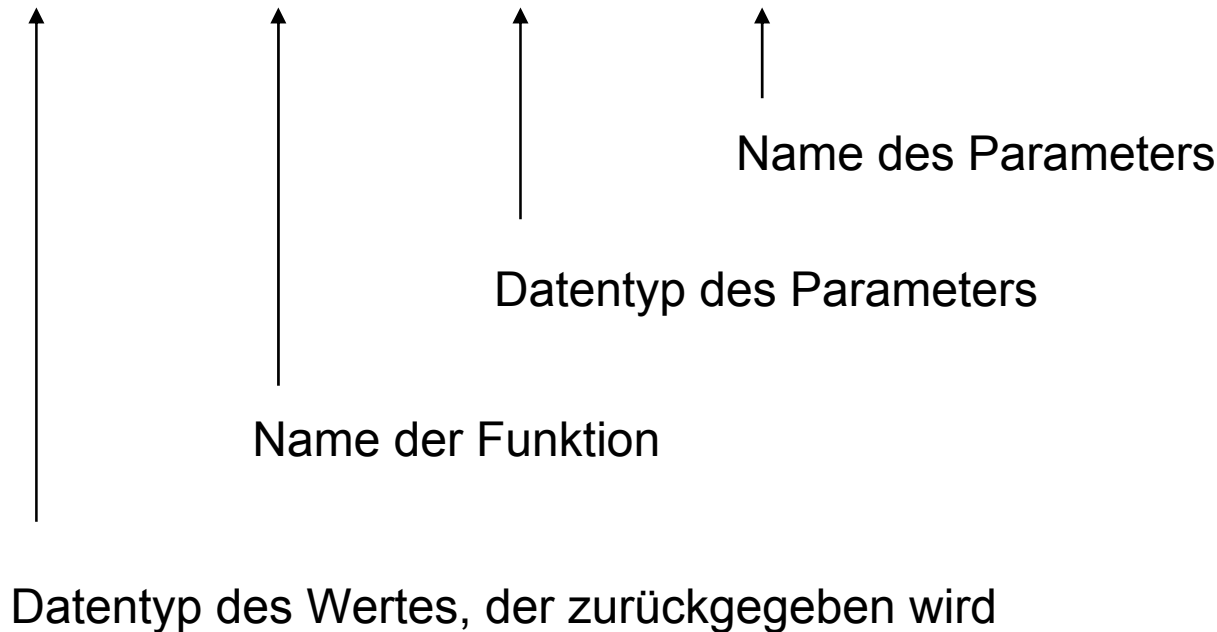 Name des Parameters
Datentyp des Parameters
Name der Funktion
Datentyp des Wertes, der zurückgegeben wird